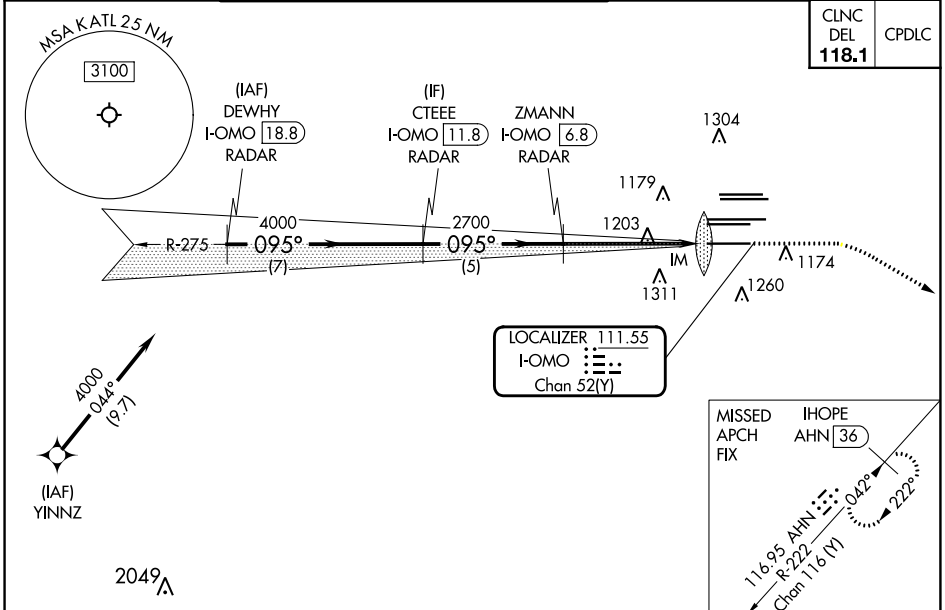 MSA KATL 25 NM
3100
CLNC
DEL
118.1
CPDLC
(IAF)
DEWHY
I-OMO 18.8
RADAR
(IF)
CTEEE
I-OMO 11.8
RADAR
ZMANN
I-OMO 6.8
RADAR
1304
1179
1203
4000
2700
R-275
095°
095°
(7)
(5)
IM
1174
1311
1260
LOCALIZER 111.55
I-OMO
Chan 52(Y)
4000
044°
(9.7)
(IAF)
YINNZ
2049
MISSED
APCH
FIX
IHOPE
AHN 36
042°
222°
116.95 AHN
R-222
Chan 116 (Y)